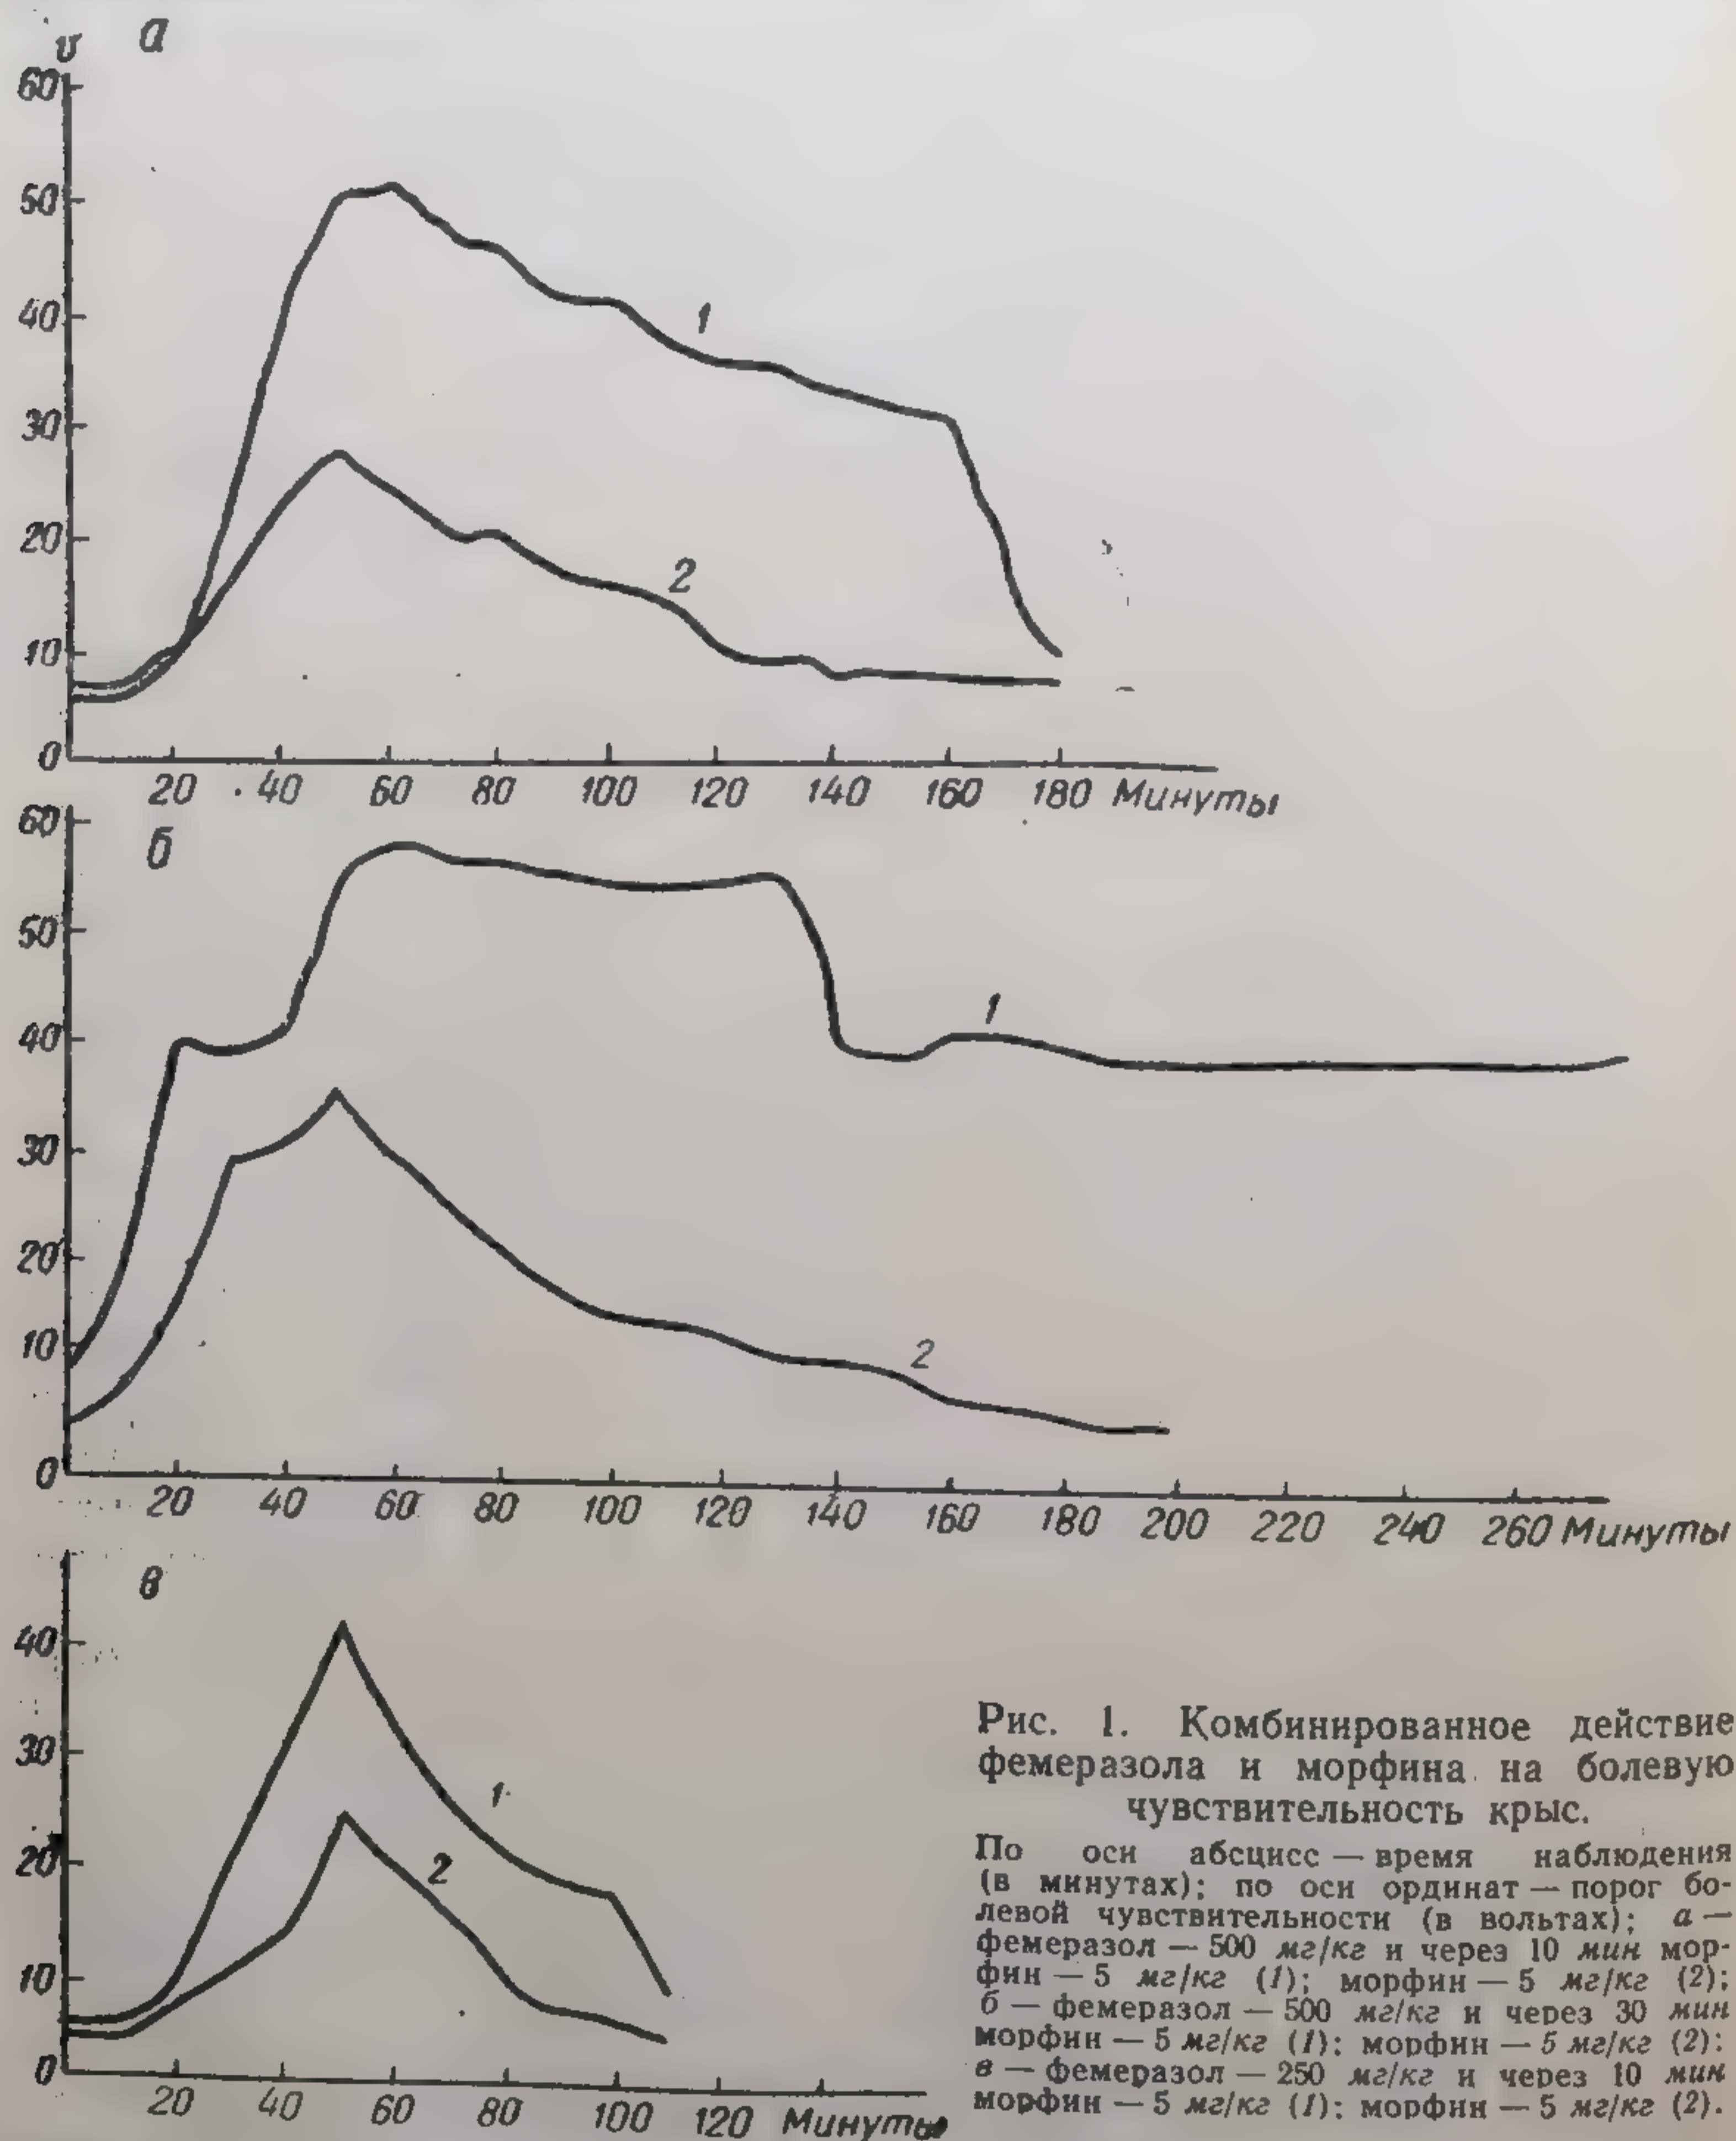 υ а
60
50
40
30
20
10
0
1
2
20 40 60 80 100 120 140 160 180 Минуты
60
б
50
40
30
20
10
0
1
2
20 40 60 80 100 120 140 160 180 200 220 240 260 Минуты
в
40
30
20
10
0
1
2
20 40 60 80 100 120 Минуты
Рис. 1. Комбинированное действие
фемеразола и морфина на болевую
чувствительность крыс.
По оси абсцисс — время наблюдения
(в минутах); по оси ординат — порог бо-
левой чувствительности (в вольтах); а —
фемеразол — 500 мг/кг и через 10 мин мор-
фин — 5 мг/кг (1); морфин — 5 мг/кг (2);
б — фемеразол — 500 мг/кг и через 30 мин
морфин — 5 мг/кг (1); морфин — 5 мг/кг (2);
в — фемеразол — 250 мг/кг и через 10 мин
морфин — 5 мг/кг (1); морфин — 5 мг/кг (2).